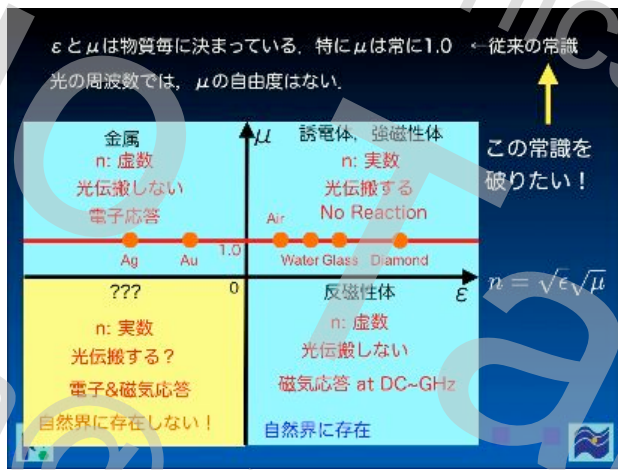 εとμは物質毎に決まっている．特にμは常に1.0 ←従来の常識
光の周波数では，μの自由度はない．
この常識を
破りたい！
金属
n: 虚数
光伝搬しない
電子応答
μ 誘電体，強磁性体
n: 実数
光伝搬する
No Reaction
Air
1.0
Ag Au Water Glass Diamond
0
ε
n = √ϵ√μ
???
n: 実数
光伝搬する？
電子&磁気応答
自然界に存在しない！
反磁性体
n: 虚数
光伝搬しない
磁気応答 at DC~GHz
自然界に存在